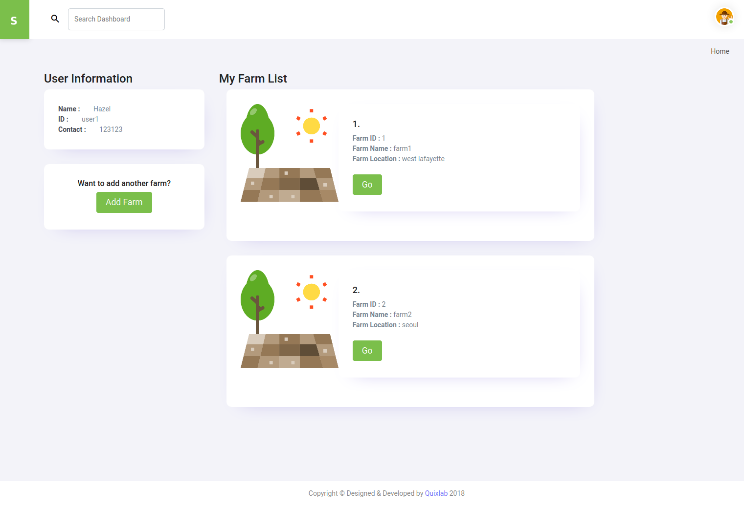 S
Search Dashboard
Home
User Information
Name : Hazel
ID : user1
Contact : 123123
Want to add another farm?
Add Farm
My Farm List
1.
Farm ID : 1
Farm Name : farm1
Farm Location : west lafayette
Go
2.
Farm ID : 2
Farm Name : farm2
Farm Location : seoul
Go
Copyright © Designed & Developed by Quixlab 2018